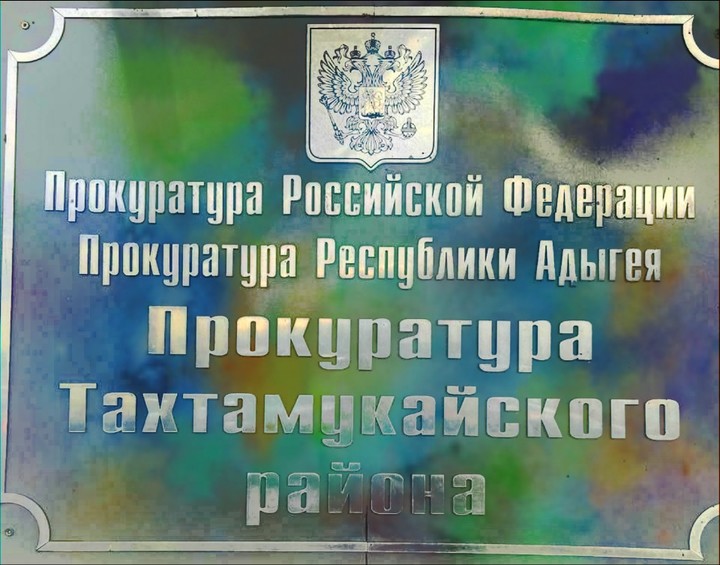 Прокуратура Российской Федерации
Прокуратура Республики Адыгея
Прокуратура
Тахтамукайского
района